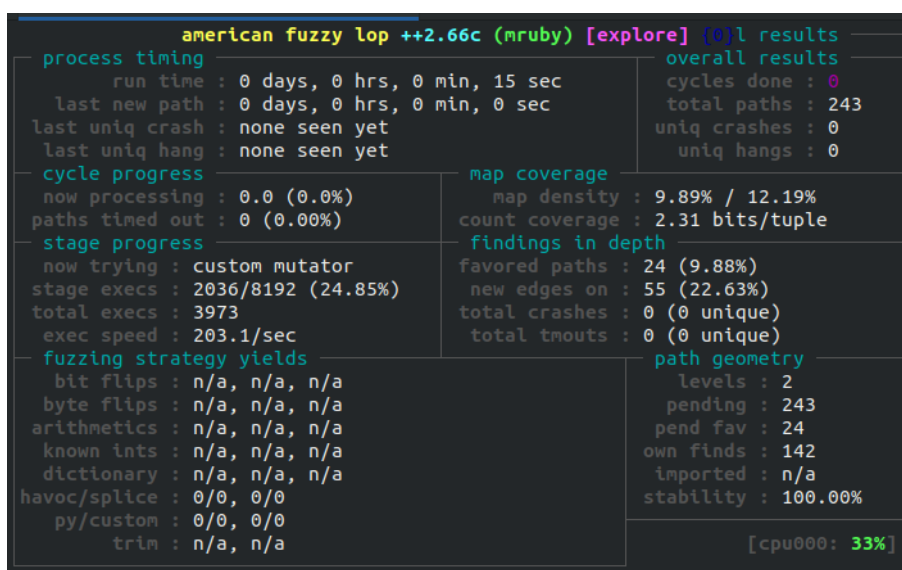 american fuzzy lop ++2.66c (mruby) [explore] {0}l results
process timing overall results
run time : 0 days, 0 hrs, 0 min, 15 sec cycles done : 0
last new path : 0 days, 0 hrs, 0 min, 0 sec total paths : 243
last uniq crash : none seen yet uniq crashes : 0
last uniq hang : none seen yet uniq hangs : 0
cycle progress map coverage
now processing : 0.0 (0.0%) map density : 9.89% / 12.19%
paths timed out : 0 (0.00%) count coverage : 2.31 bits/tuple
stage progress findings in depth
now trying : custom mutator favored paths : 24 (9.88%)
stage execs : 2036/8192 (24.85%) new edges on : 55 (22.63%)
total execs : 3973 total crashes : 0 (0 unique)
exec speed : 203.1/sec total tmouts : 0 (0 unique)
fuzzing strategy yields path geometry
bit flips : n/a, n/a, n/a levels : 2
byte flips : n/a, n/a, n/a pending : 243
arithmetics : n/a, n/a, n/a pend fav : 24
known ints : n/a, n/a, n/a own finds : 142
dictionary : n/a, n/a, n/a imported : n/a
havoc/splice : 0/0, 0/0 stability : 100.00%
py/custom : 0/0, 0/0
trim : n/a, n/a [cpu000: 33%]